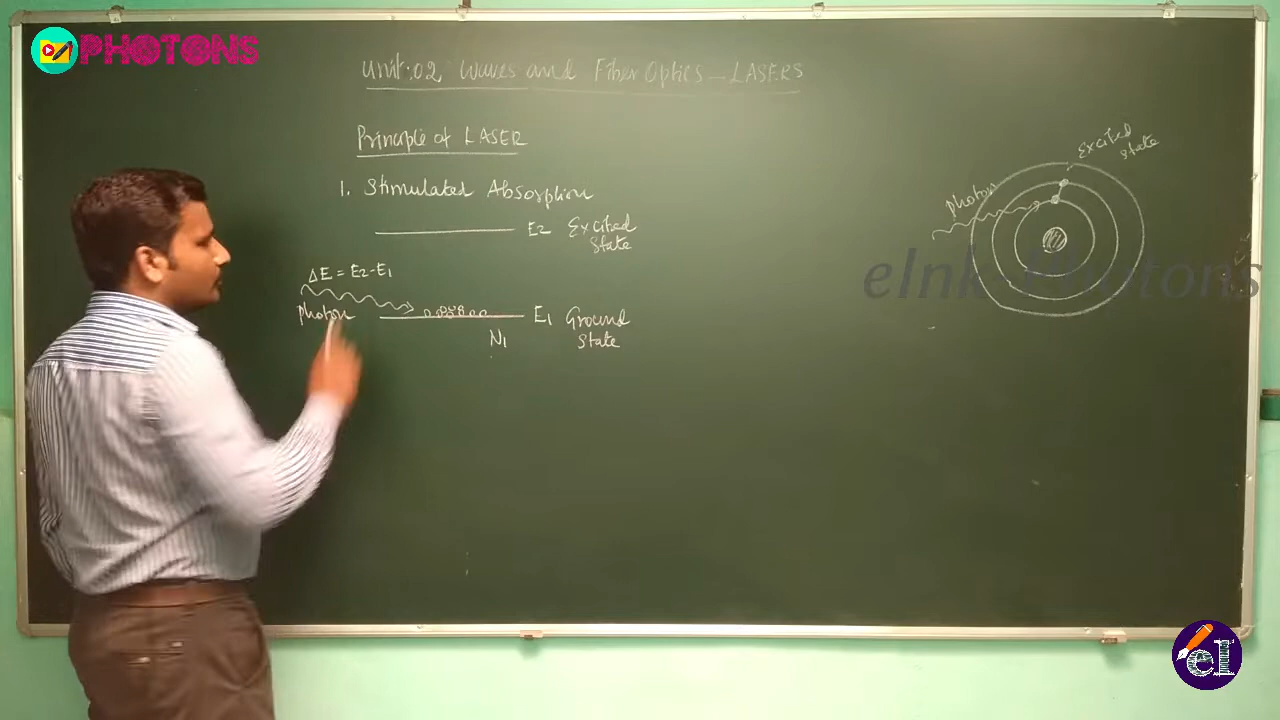 PHOTONS
Unit:02 Waves and Fiber Optics - LASERS
Principle of LASER
1. Stimulated Absorption
E2 Excited
State
ΔE = E2-E1
photon
E1 Ground
State
N1
Excited
State
photon
eInk Photons
eI